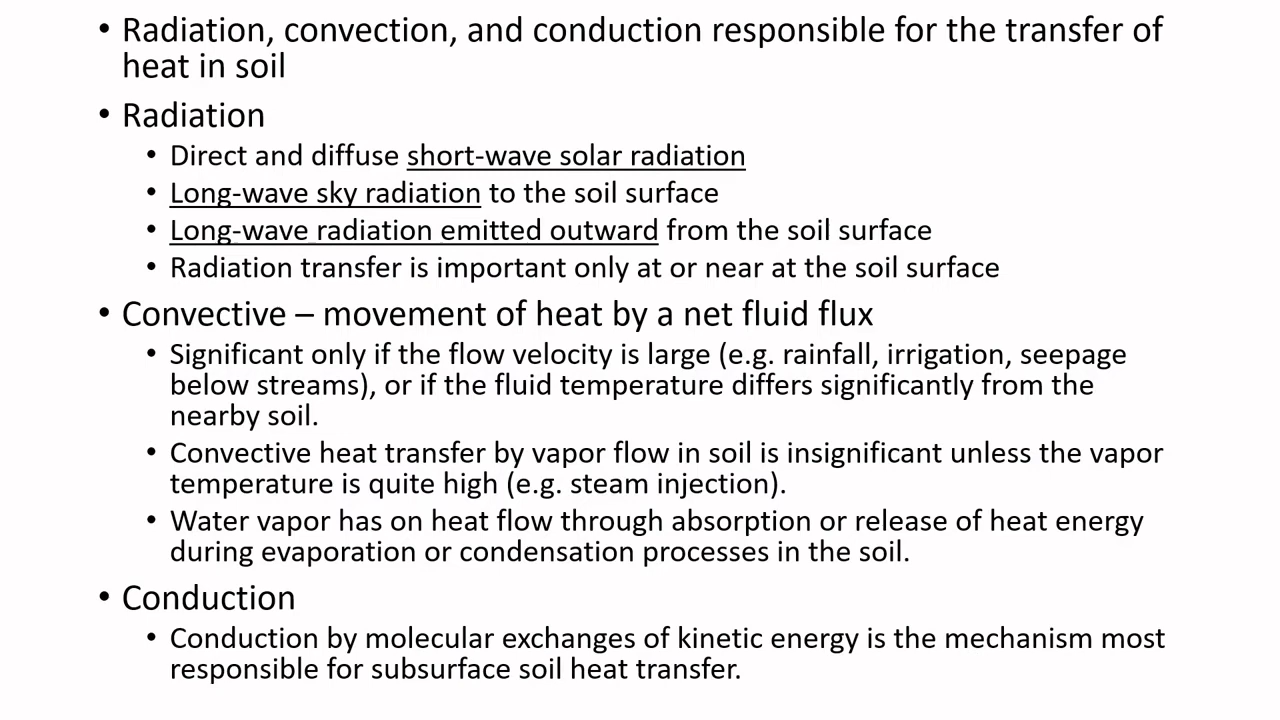 • Radiation, convection, and conduction responsible for the transfer of
heat in soil
• Radiation
• Direct and diffuse short-wave solar radiation
• Long-wave sky radiation to the soil surface
• Long-wave radiation emitted outward from the soil surface
• Radiation transfer is important only at or near at the soil surface
• Convective – movement of heat by a net fluid flux
• Significant only if the flow velocity is large (e.g. rainfall, irrigation, seepage
below streams), or if the fluid temperature differs significantly from the
nearby soil.
• Convective heat transfer by vapor flow in soil is insignificant unless the vapor
temperature is quite high (e.g. steam injection).
• Water vapor has on heat flow through absorption or release of heat energy
during evaporation or condensation processes in the soil.
• Conduction
• Conduction by molecular exchanges of kinetic energy is the mechanism most
responsible for subsurface soil heat transfer.